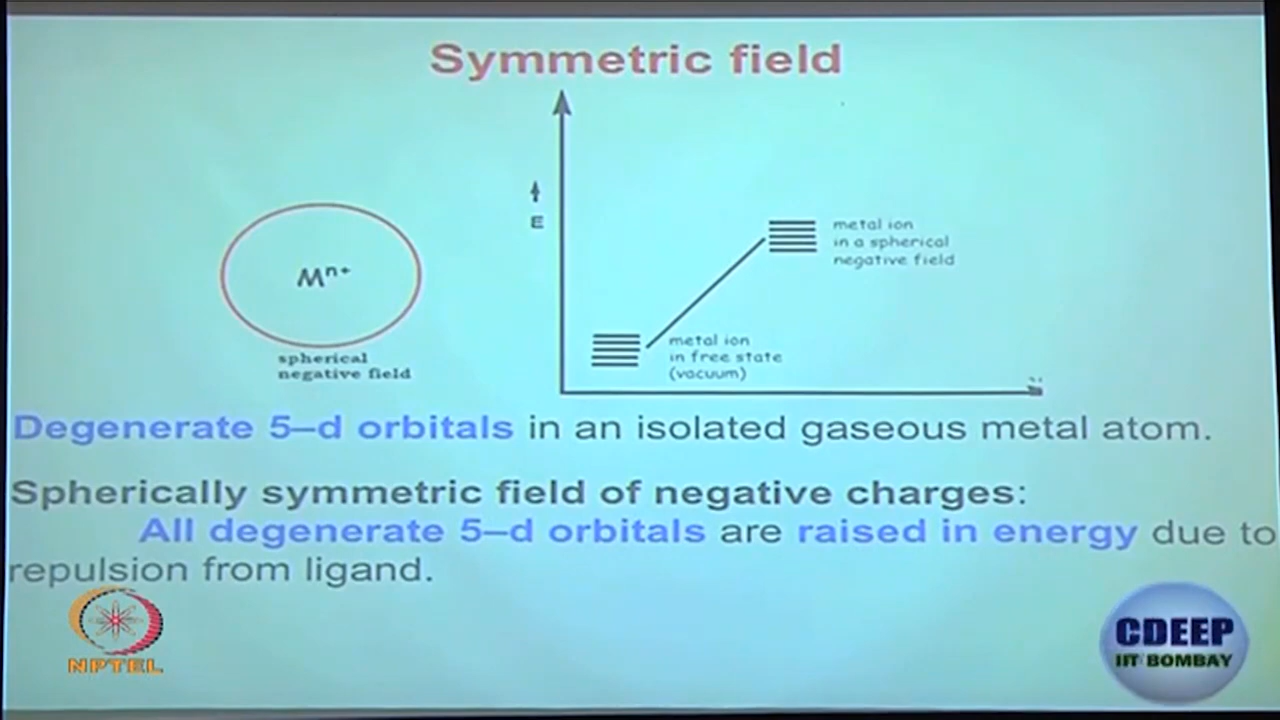 Symmetric field
E
Mn+
spherical
negative field
metal ion
in a spherical
negative field
metal ion
in free state
(vacuum)
Degenerate 5–d orbitals in an isolated gaseous metal atom.
Spherically symmetric field of negative charges:
All degenerate 5–d orbitals are raised in energy due to
repulsion from ligand.
NPTEL
CDEEP
IIT BOMBAY